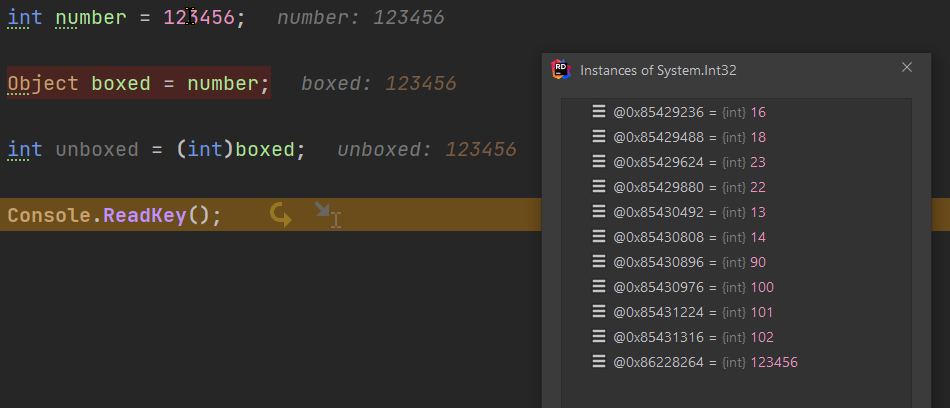 int number = 123456; number: 123456
Object boxed = number; boxed: 123456
int unboxed = (int)boxed; unboxed: 123456
Console.ReadKey();
RD Instances of System.Int32
@0x85429236 = {int} 16
@0x85429488 = {int} 18
@0x85429624 = {int} 23
@0x85429880 = {int} 22
@0x85430492 = {int} 13
@0x85430808 = {int} 14
@0x85430896 = {int} 90
@0x85430976 = {int} 100
@0x85431224 = {int} 101
@0x85431316 = {int} 102
@0x86228264 = {int} 123456